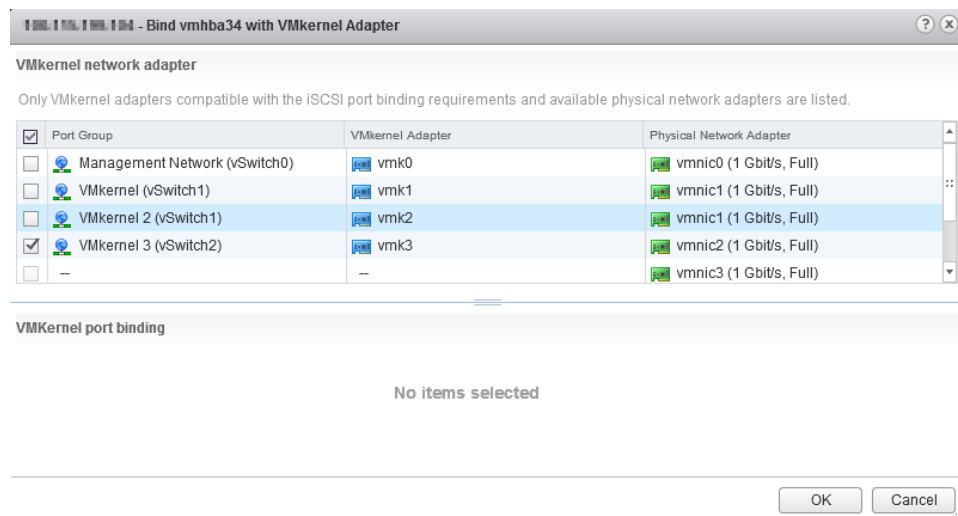 - Bind vmhba34 with VMkernel Adapter
VMkernel network adapter
Only VMkernel adapters compatible with the iSCSI port binding requirements and available physical network adapters are listed.
Port Group VMkernel Adapter Physical Network Adapter
Management Network (vSwitch0) vmk0 vmnic0 (1 Gbit/s, Full)
VMkernel (vSwitch1) vmk1 vmnic1 (1 Gbit/s, Full)
VMkernel 2 (vSwitch1) vmk2 vmnic1 (1 Gbit/s, Full)
VMkernel 3 (vSwitch2) vmk3 vmnic2 (1 Gbit/s, Full)
-- -- vmnic3 (1 Gbit/s, Full)
VMKernel port binding
No items selected
OK Cancel